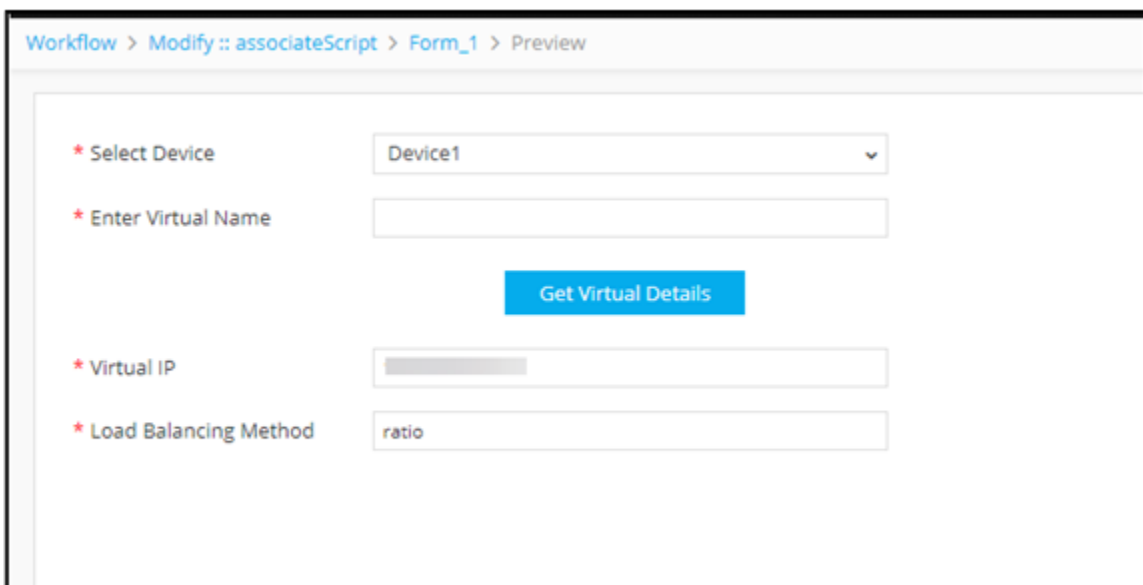 Workflow > Modify :: associateScript > Form_1 > Preview
* Select Device Device1
* Enter Virtual Name
Get Virtual Details
* Virtual IP
* Load Balancing Method ratio